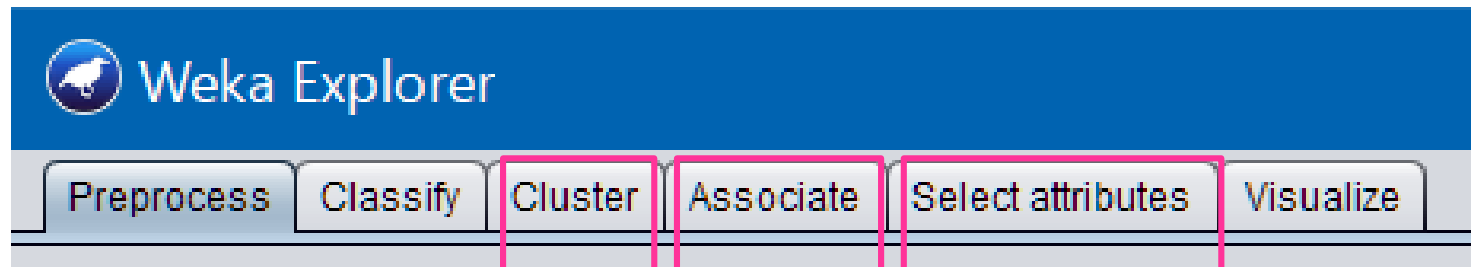 Weka Explorer
Preprocess Classify Cluster Associate Select attributes Visualize